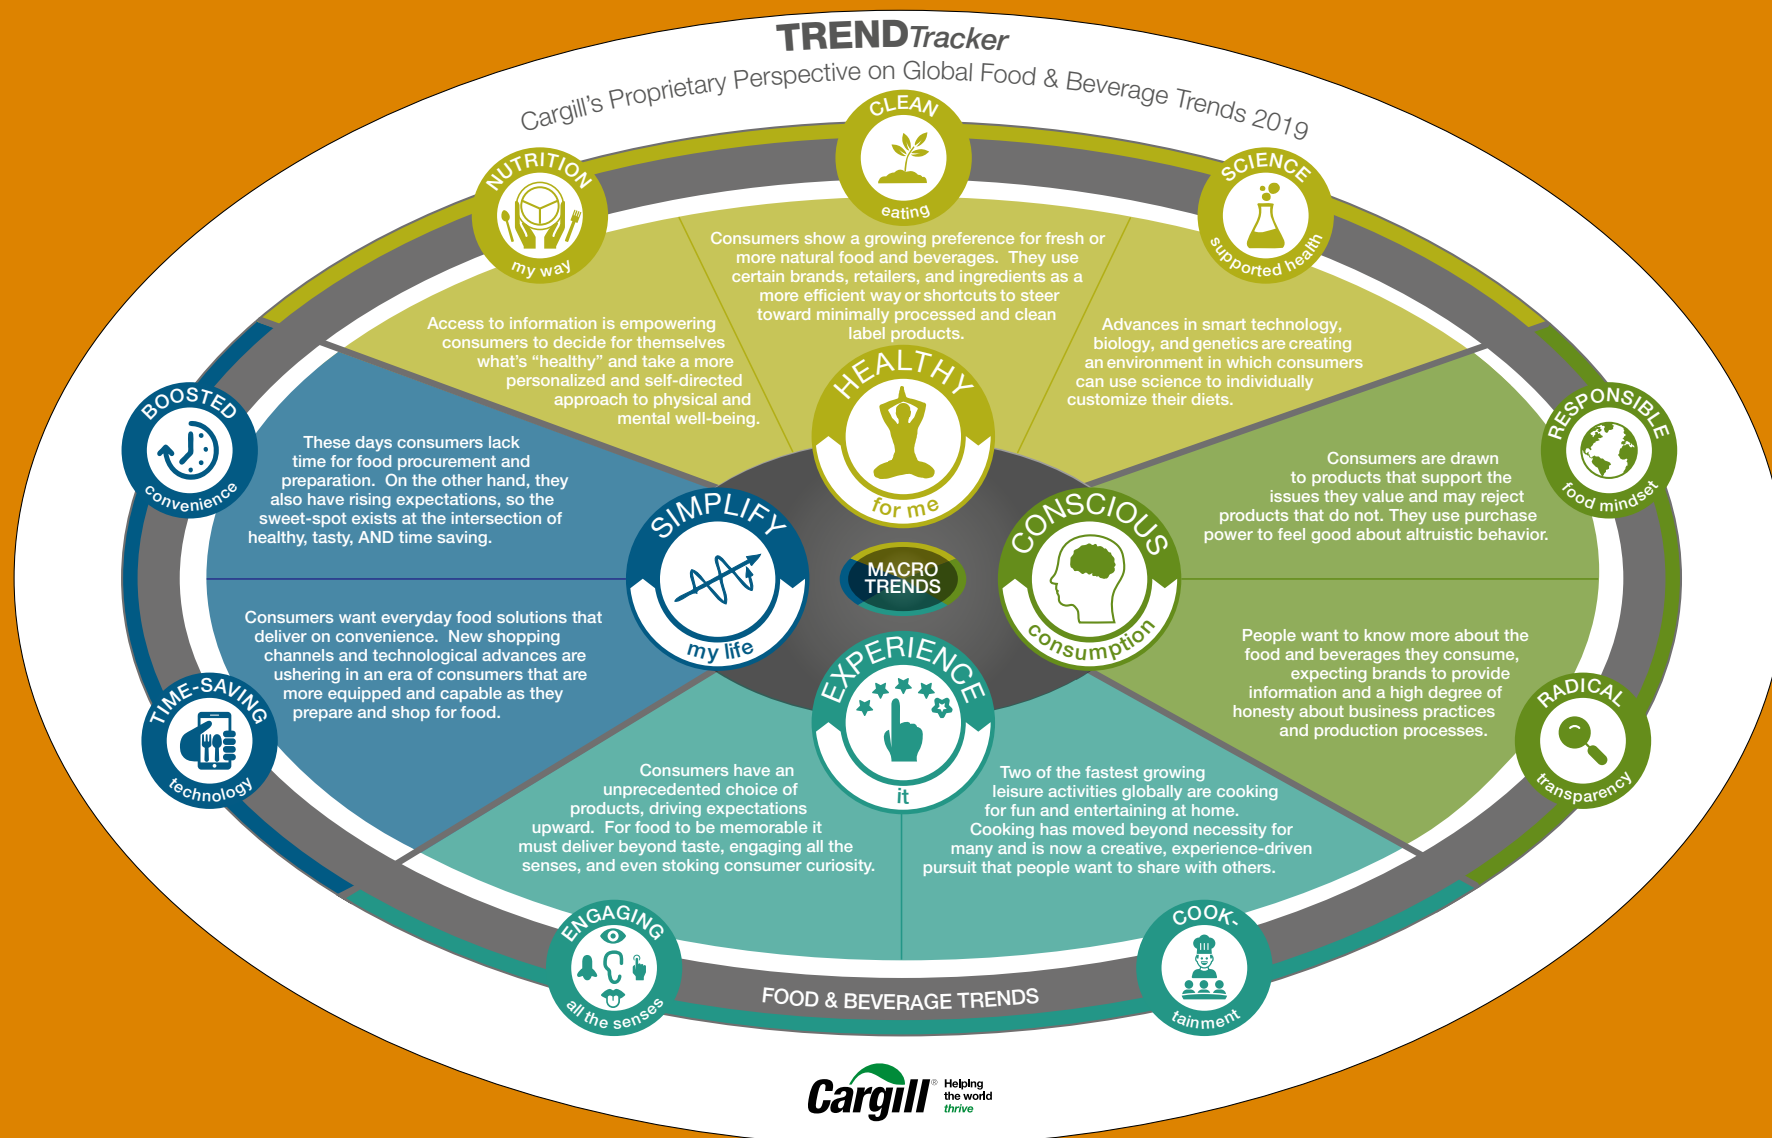 TRENDTracker
Cargill's Proprietary Perspective on Global Food & Beverage Trends 2019
CLEAN
eating
NUTRITION
my way
SCIENCE
supported health
Consumers show a growing preference for fresh or
more natural food and beverages.  They use
certain brands, retailers, and ingredients as a
more efficient way or shortcuts to steer
toward minimally processed and clean
label products.
Access to information is empowering
consumers to decide for themselves
what's “healthy” and take a more
personalized and self-directed
approach to physical and
mental well-being.
Advances in smart technology,
biology, and genetics are creating
an environment in which consumers
can use science to individually
customize their diets.
HEALTHY
for me
BOOSTED
convenience
These days consumers lack
time for food procurement and
preparation.  On the other hand, they
also have rising expectations, so the
sweet-spot exists at the intersection of
healthy, tasty, AND time saving.
RESPONSIBLE
food mindset
Consumers are drawn
to products that support the
issues they value and may reject
products that do not. They use purchase
power to feel good about altruistic behavior.
SIMPLIFY
my life
MACRO
TRENDS
CONSCIOUS
consumption
Consumers want everyday food solutions that
deliver on convenience.  New shopping
channels and technological advances are
ushering in an era of consumers that are
more equipped and capable as they
prepare and shop for food.
TIME-SAVING
technology
People want to know more about the
food and beverages they consume,
expecting brands to provide
information and a high degree of
honesty about business practices
and production processes.
RADICAL
transparency
EXPERIENCE
it
Consumers have an
unprecedented choice of
products, driving expectations
upward.  For food to be memorable it
must deliver beyond taste, engaging all the
senses, and even stoking consumer curiosity.
Two of the fastest growing
leisure activities globally are cooking
for fun and entertaining at home.
Cooking has moved beyond necessity for
many and is now a creative, experience-driven
pursuit that people want to share with others.
ENGAGING
all the senses
COOK-
tainment
FOOD & BEVERAGE TRENDS
Cargill®
Helping
the world
thrive